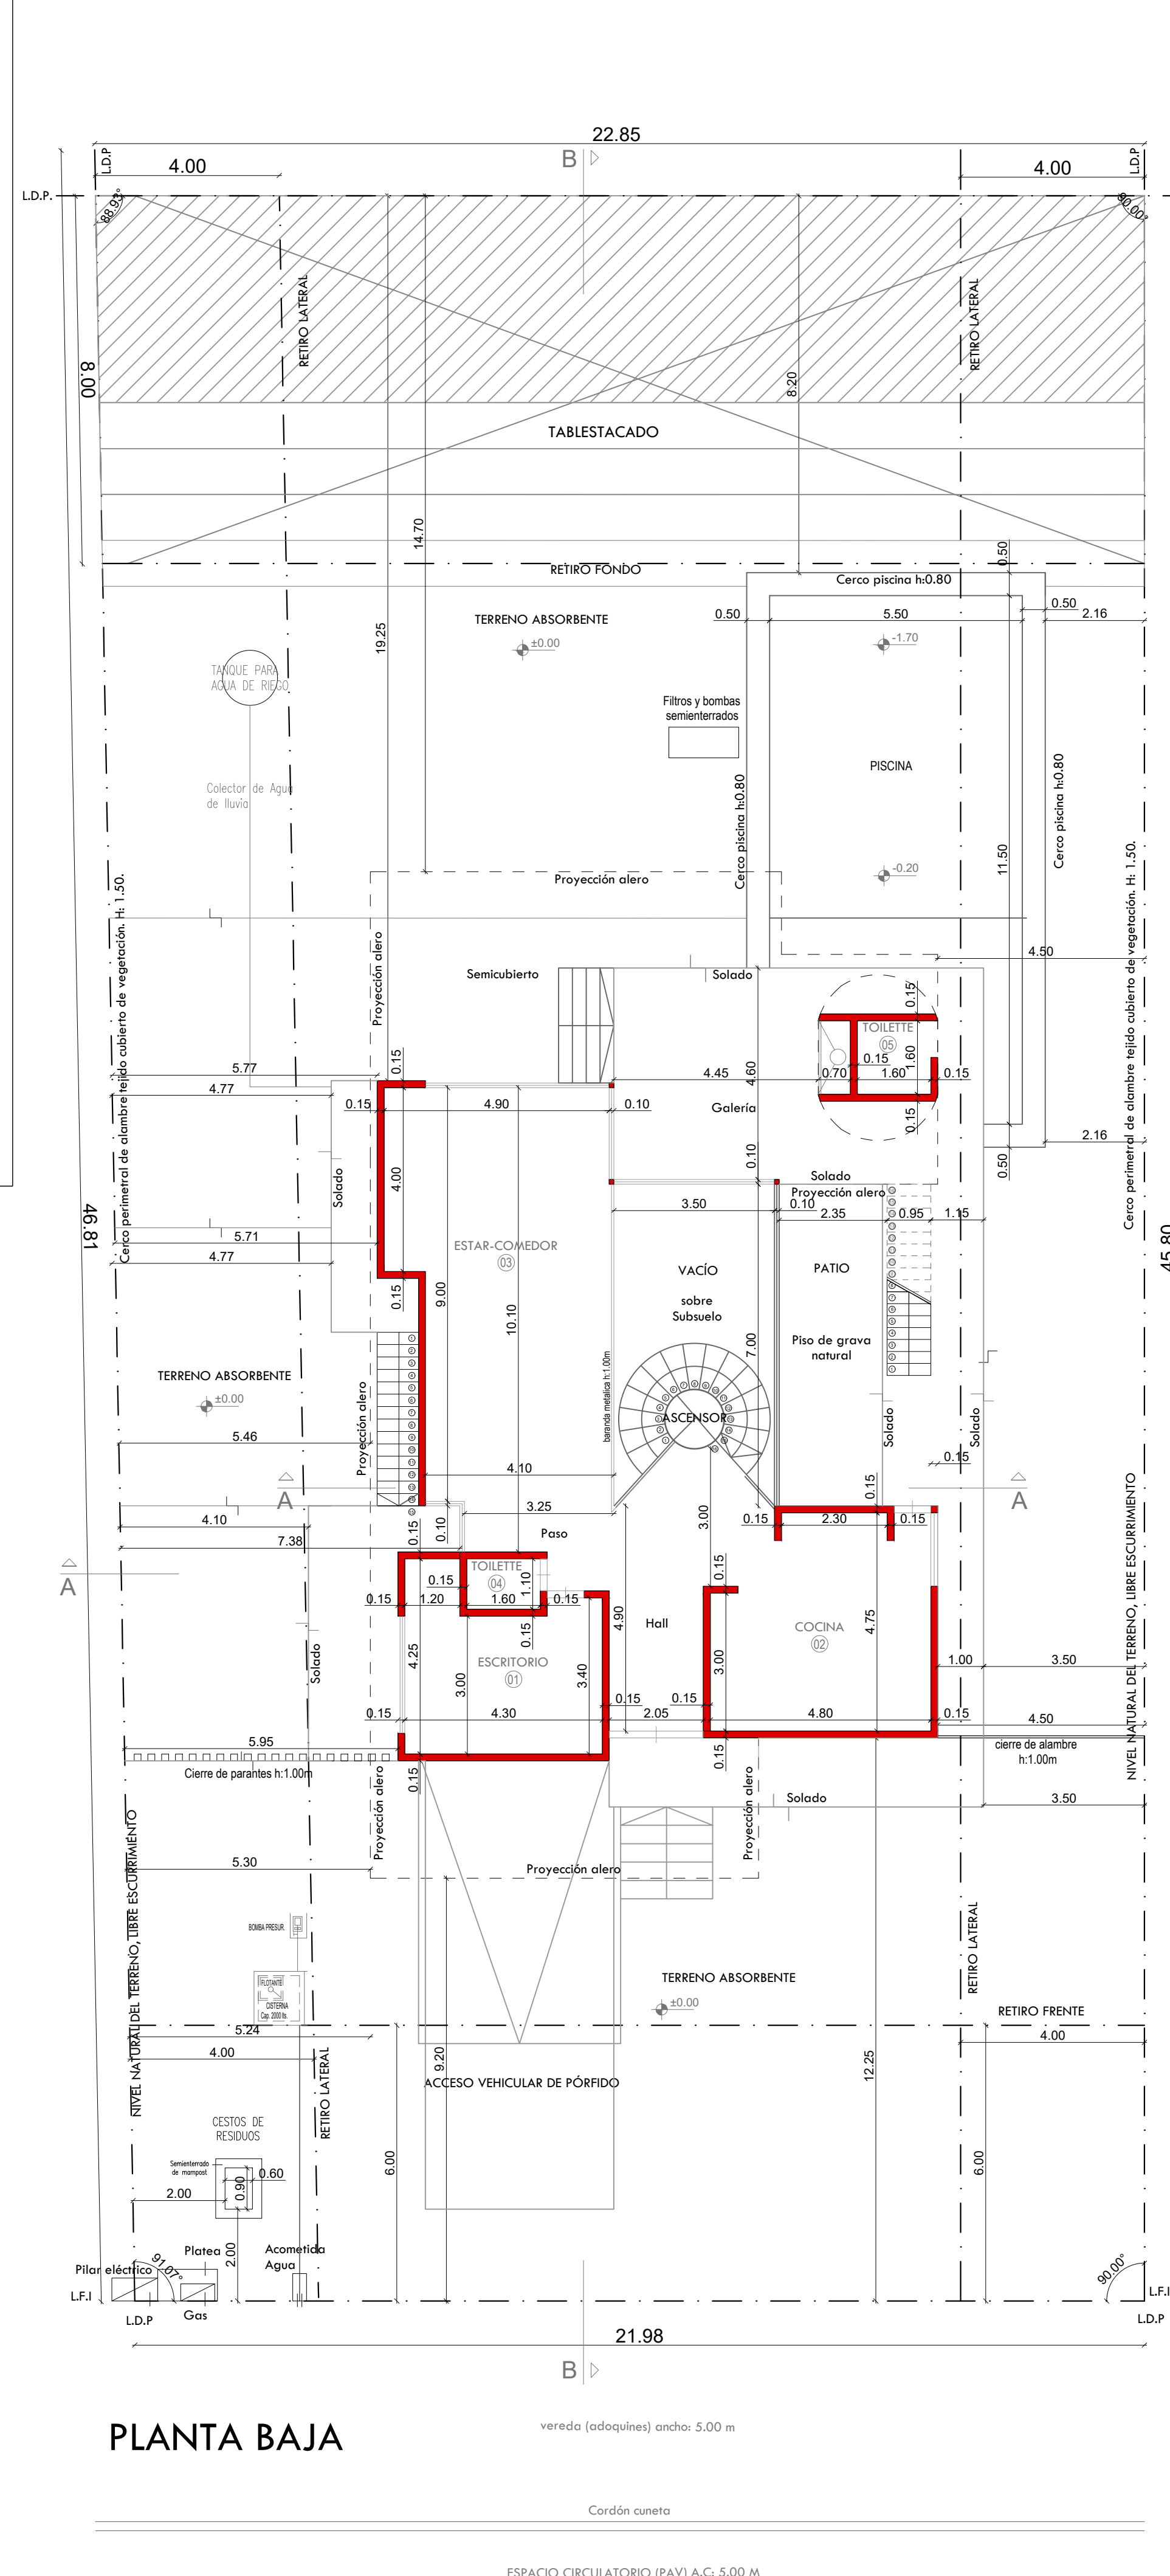 22.85
B
L.D.P
4.00
4.00
L.D.P
L.D.P.
88.93°
90.00°
RETIRO LATERAL
RETIRO LATERAL
8.00
8.20
TABLESTACADO
14.70
0.50
RETIRO FONDO
Cerco piscina h:0.80
0.50
5.50
0.50
2.16
TERRENO ABSORBENTE
±0.00
-1.70
19.25
TANQUE PARA
AGUA DE RIEGO
Filtros y bombas
semienterrados
PISCINA
Colector de Agua
de lluvia
Cerco piscina h:0.80
Cerco piscina h:0.80
11.50
-0.20
Proyección alero
Cerco perimetral de alambre tejido cubierto de vegetación. H: 1.50.
Cerco perimetral de alambre tejido cubierto de vegetación. H: 1.50.
Proyección alero
4.50
Semicubierto
Solado
0.15
TOILETTE
05
0.15
1.60
5.77
0.15
4.45
4.60
0.70
1.60
0.15
4.77
0.15
4.90
0.10
Galería
0.15
2.16
0.10
0.50
Solado
4.00
Solado
Proyección alero
3.50
0.10
2.35
0.95
1.15
46.81
45.80
5.71
ESTAR-COMEDOR
03
4.77
VACÍO
PATIO
0.15
9.00
10.10
sobre
Subsuelo
7.00
Piso de grava
natural
TERRENO ABSORBENTE
±0.00
baranda metalica h:1.00m
ASCENSOR
Proyección alero
Solado
Solado
5.46
4.10
0.15
A
A
0.15
3.25
4.10
0.15
0.10
Paso
3.00
0.15
2.30
0.15
7.38
A
TOILETTE
04
0.15
1.10
0.15
0.15
1.20
1.60
0.15
4.90
Hall
COCINA
02
4.75
0.15
Solado
4.25
ESCRITORIO
01
3.00
3.40
3.00
1.00
3.50
0.15
0.15
0.15
4.30
2.05
4.80
0.15
4.50
5.95
cierre de alambre
h:1.00m
Cierre de parantes h:1.00m
0.15
0.15
NIVEL NATURAL DEL TERRENO, LIBRE ESCURRIMIENTO
Proyección alero
Proyección alero
Solado
3.50
5.30
Proyección alero
NIVEL NATURAL DEL TERRENO, LIBRE ESCURRIMIENTO
BOMBA PRESUR.
RETIRO LATERAL
FLOTANTE
CISTERNA
Cap. 2000 lts.
TERRENO ABSORBENTE
±0.00
RETIRO FRENTE
5.24
4.00
4.00
9.20
12.25
RETIRO LATERAL
ACCESO VEHICULAR DE PÓRFIDO
CESTOS DE
RESIDUOS
6.00
6.00
Semienterrado
de mampost
0.60
0.90
2.00
2.00
Platea
Acometida
Agua
Pilar eléctrico
91.07°
90.00°
L.F.I
L.F.I
Gas
L.D.P
L.D.P
21.98
B
PLANTA BAJA
vereda (adoquínes) ancho: 5.00 m
Cordón cuneta
ESPACIO CIRCULATORIO (PAV) A.C: 5.00 M